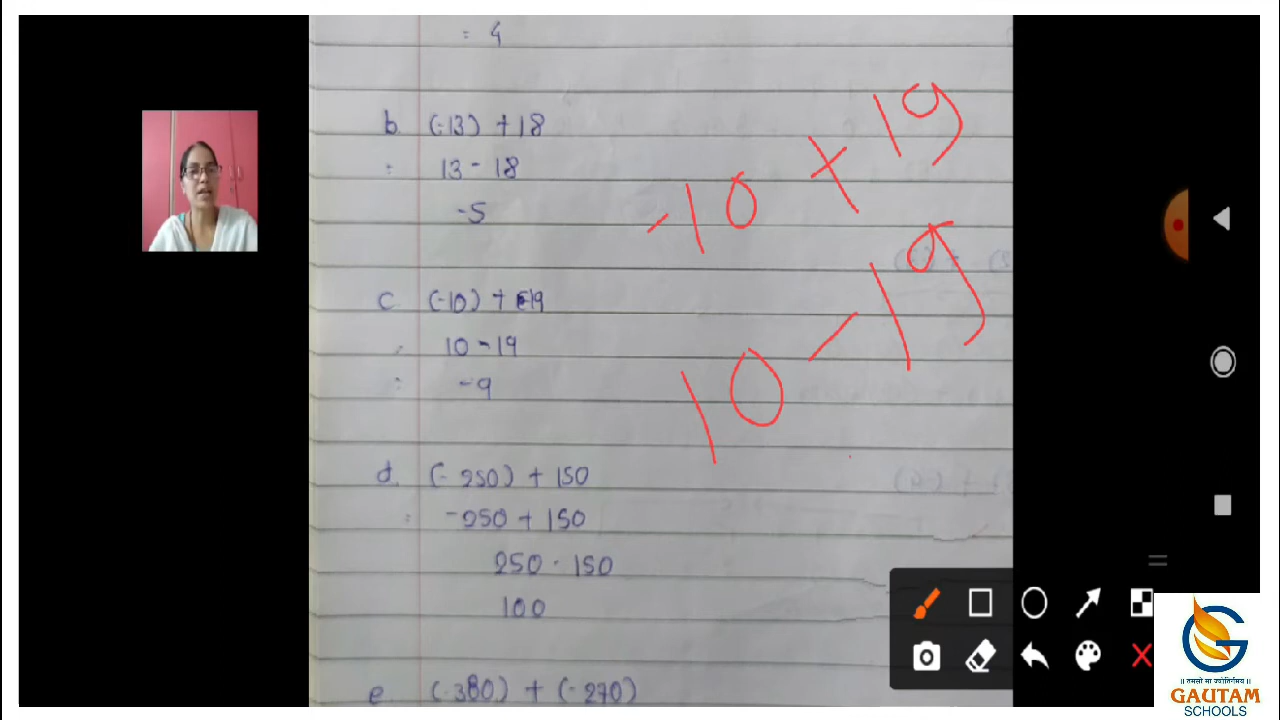 = 4
b (-13) + 18
: 13 - 18
-5
-10 + 19
c (-10) + 19
: 10 - 19
: -9
10 - 19
d. (- 250) + 150
: -250 + 150
250 - 150
100
e. (-380) + (-270)
GAUTAM
SCHOOLS